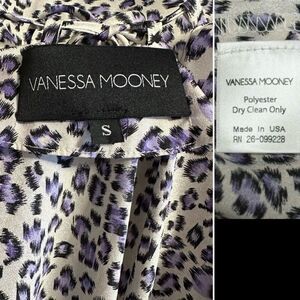 VANESSA MOONEY
S
VANESSA MOONEY
Polyester
Dry Clean Only
Made In USA
RN 26-099228